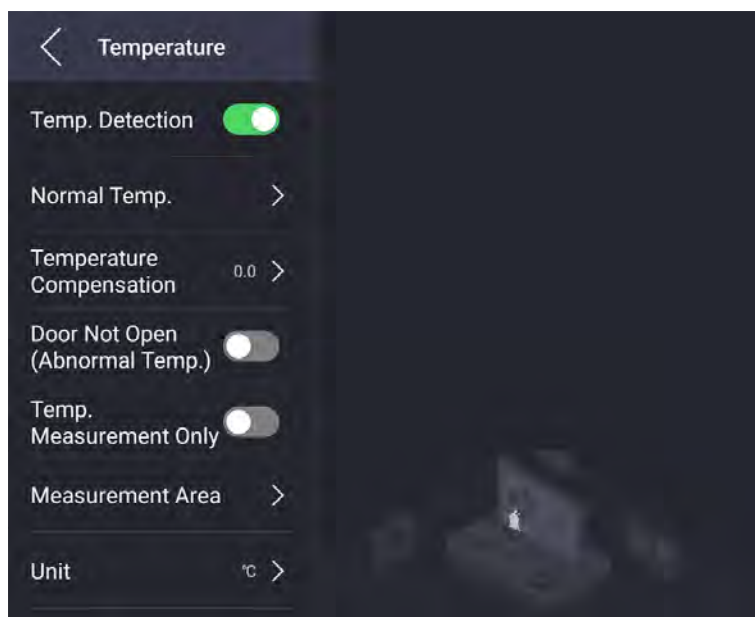 Temperature
Temp. Detection
Normal Temp.
Temperature
Compensation
0.0
Door Not Open
(Abnormal Temp.)
Temp.
Measurement Only
Measurement Area
Unit
°C